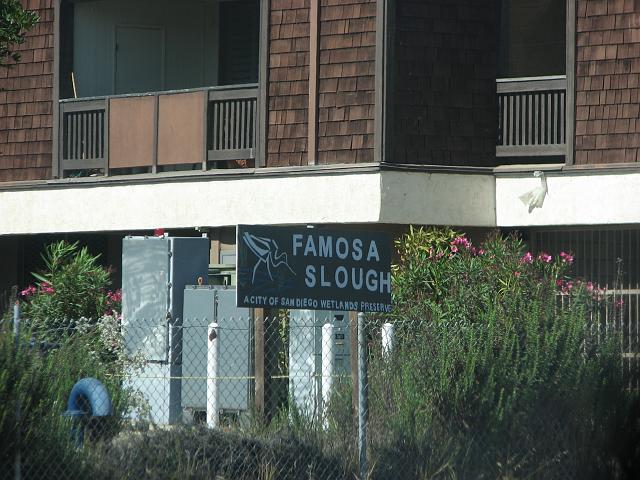 FAMOSA
SLOUGH
A CITY OF SAN DIEGO WETLANDS PRESERVE